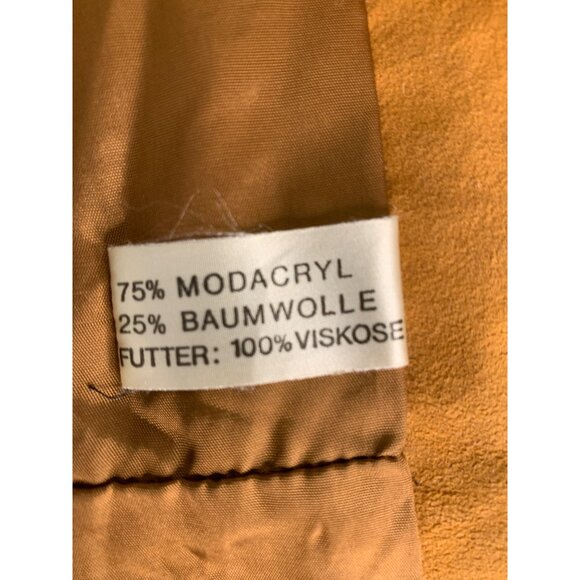 75% MODACRYL
25% BAUMWOLLE
FUTTER: 100% VISKOSE